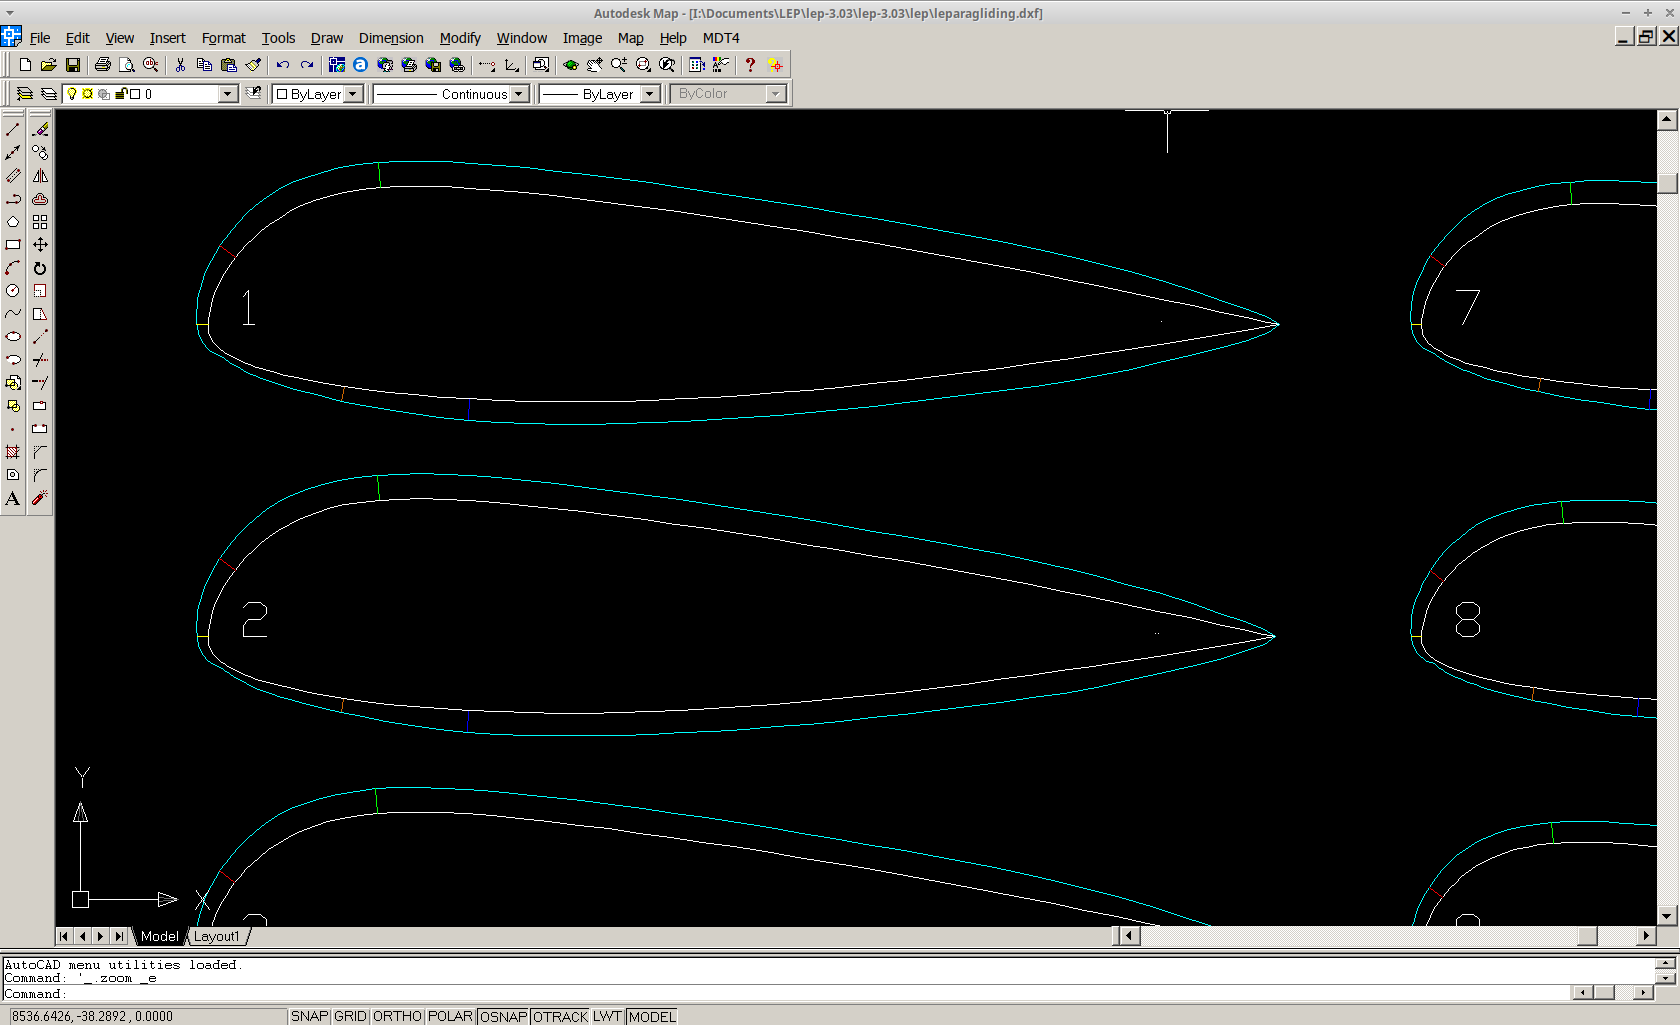 Autodesk Map - [I:\Documents\LEP\lep-3.03\lep-3.03\lep\leparagliding.dxf]
File Edit View Insert Format Tools Draw Dimension Modify Window Image Map Help MDT4
0 ByLayer Continuous ByLayer ByColor
1
7
2
8
Y
X
Model Layout1
AutoCAD menu utilities loaded.
Command: '_.zoom _e
Command:
8536.6426, -38.2892 , 0.0000 SNAP GRID ORTHO POLAR OSNAP OTRACK LWT MODEL